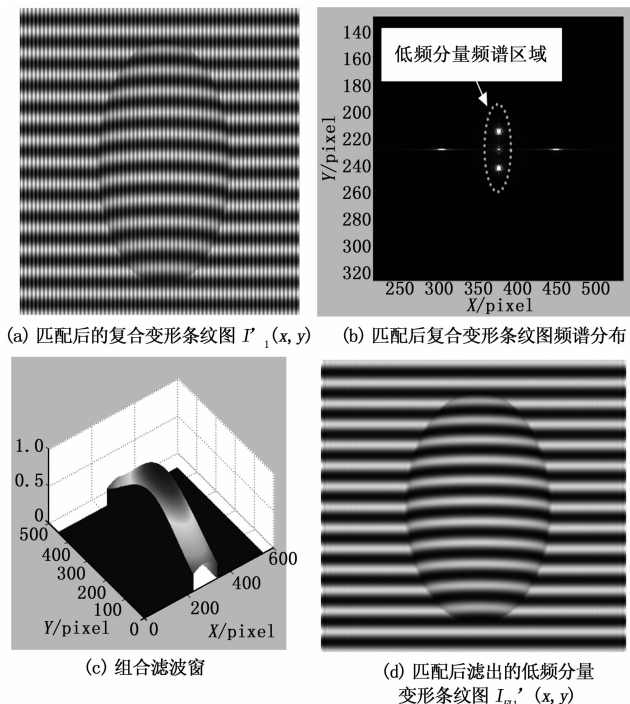 低频分量频谱区域
140
160
180
200
220
240
260
280
300
320
Y/pixel
250 300 350 400 450 500
X/pixel
(a) 匹配后的复合变形条纹图 I'₁(x,y)
(b) 匹配后复合变形条纹图频谱分布
1.0
0.5
0
500
400
300
200
100
0
Y/pixel
0
200
400
600
X/pixel
(c) 组合滤波窗
(d) 匹配后滤出的低频分量
变形条纹图 (x,y)